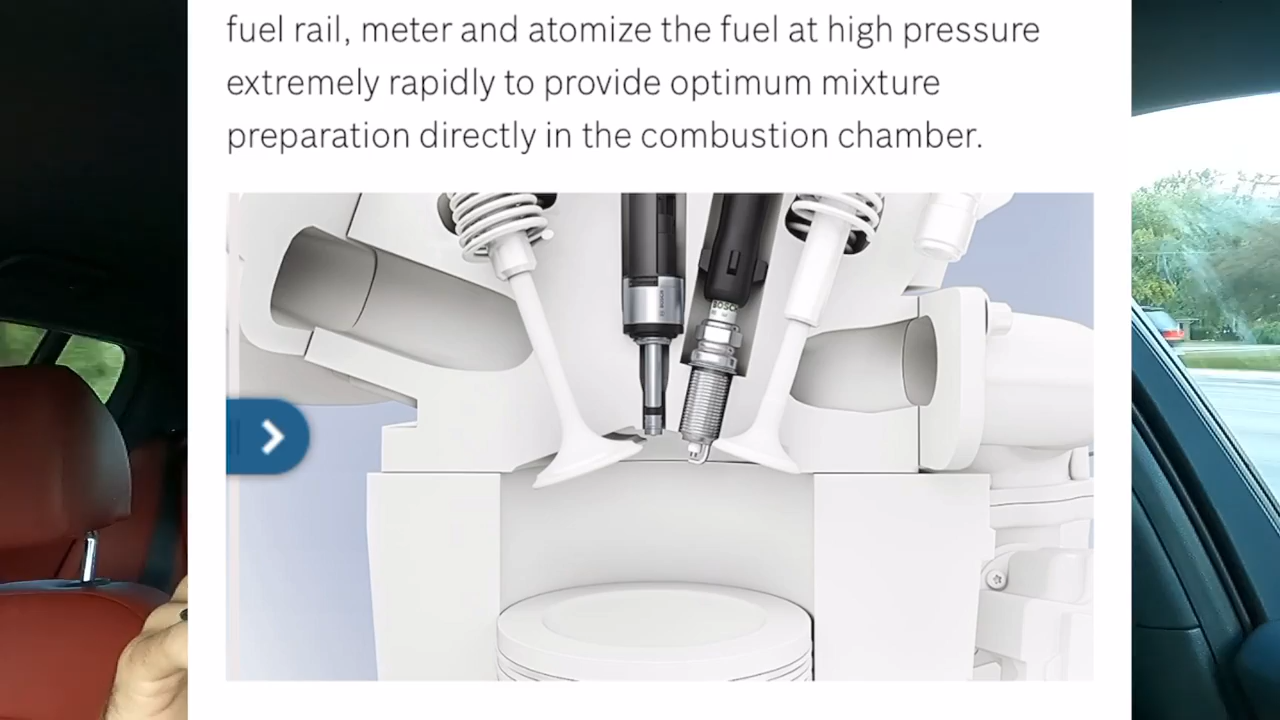 fuel rail, meter and atomize the fuel at high pressure
extremely rapidly to provide optimum mixture
preparation directly in the combustion chamber.
BOSCH